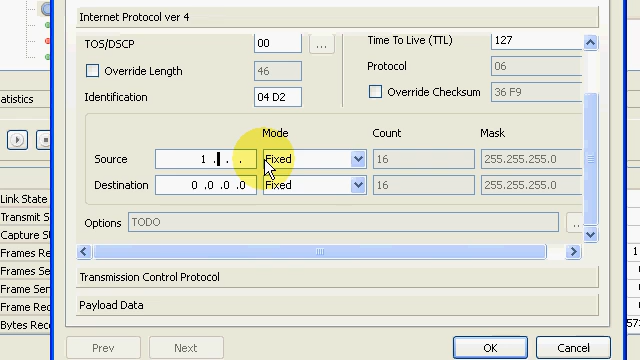 Internet Protocol ver 4
TOS/DSCP 00 ... Time To Live (TTL) 127
Override Length 46 Protocol 06
Identification 04 D2 Override Checksum 36 F9
Mode Count Mask
Source 1 . . . Fixed 16 255.255.255.0
Destination 0 .0 .0 .0 Fixed 16 255.255.255.0
Options TODO ..
Transmission Control Protocol
Payload Data
Prev Next OK Cancel
atistics
Link State
Transmit S
Capture St
Frames Re
Frames Se
Frame Ser
Frame Rec
Bytes Rece